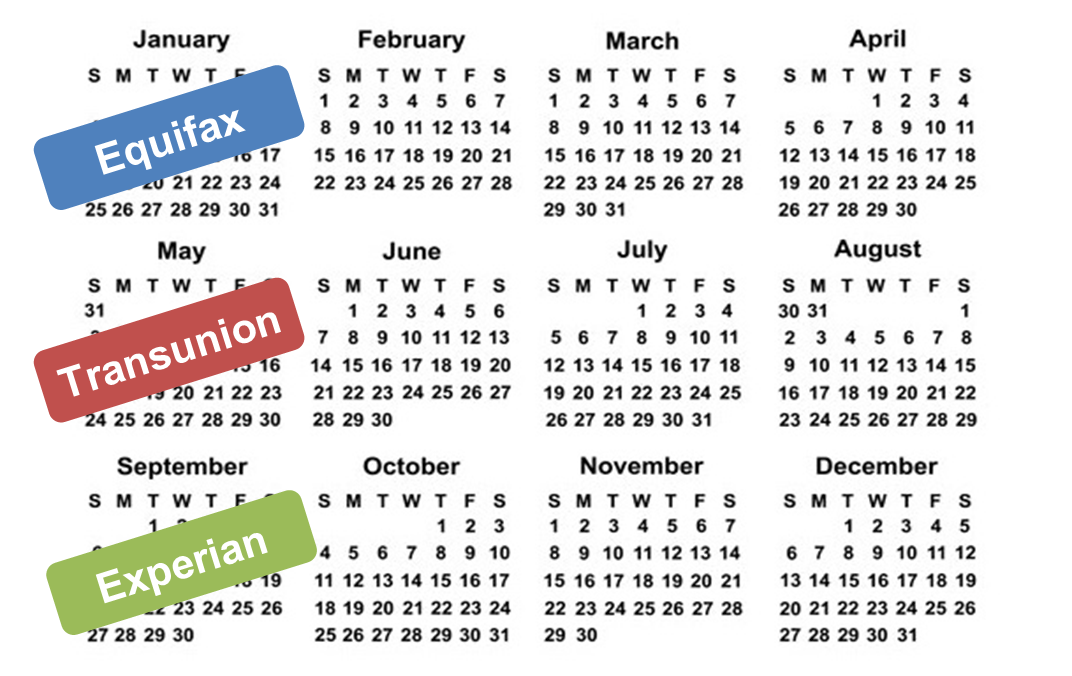 January February March April
S M T W T F S M T W T F S S M T W T F S S M T W T F S
1 2 3 4 5 6 7 1 2 3 4 5 6 7 1 2 3 4
Equifax 8 9 10 11 12 13 14 8 9 10 11 12 13 14 5 6 7 8 9 10 11
16 17 15 16 17 18 19 20 21 15 16 17 18 19 20 21 12 13 14 15 16 17 18
20 21 22 23 24 22 23 24 25 26 27 28 22 23 24 25 26 27 28 19 20 21 22 23 24 25
25 26 27 28 29 30 31 29 30 31 26 27 28 29 30
May June July August
S M T W T F S S M T W T F S S M T W T F S S M T W T F S
31 1 2 3 4 5 6 1 2 3 4 30 31 1
Transunion 7 8 9 10 11 12 13 5 6 7 8 9 10 11 2 3 4 5 6 7 8
16 14 15 16 17 18 19 20 12 13 14 15 16 17 18 9 10 11 12 13 14 15
19 20 21 22 23 21 22 23 24 25 26 27 19 20 21 22 23 24 25 16 17 18 19 20 21 22
24 25 26 27 28 29 30 28 29 30 26 27 28 29 30 31 23 24 25 26 27 28 29
September October November December
S M T W T F S S M T W T F S S M T W T F S S M T W T F S
1 1 2 3 1 2 3 4 5 6 7 1 2 3 4 5
Experian 4 5 6 7 8 9 10 8 9 10 11 12 13 14 6 7 8 9 10 11 12
19 11 12 13 14 15 16 17 15 16 17 18 19 20 21 13 14 15 16 17 18 19
22 23 24 25 26 18 19 20 21 22 23 24 22 23 24 25 26 27 28 20 21 22 23 24 25 26
27 28 29 30 25 26 27 28 29 30 31 29 30 27 28 29 30 31